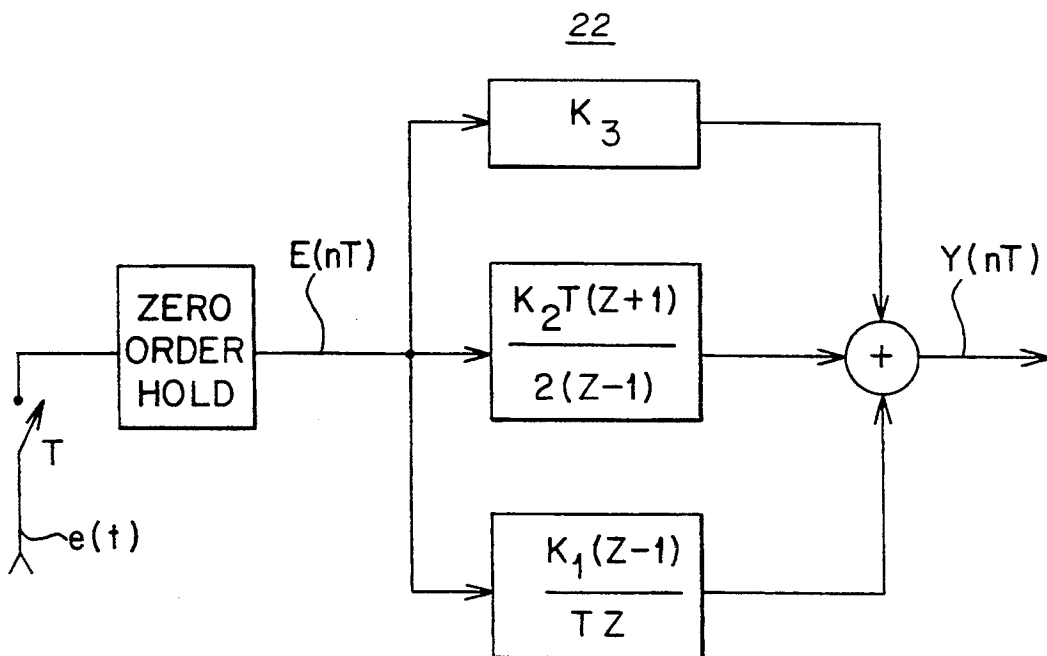 22
K₃
E(nT)
Y(nT)
ZERO
ORDER
HOLD
K₂T(Z+1)
2(Z-1)
+
T
e(t)
K₁(Z-1)
TZ